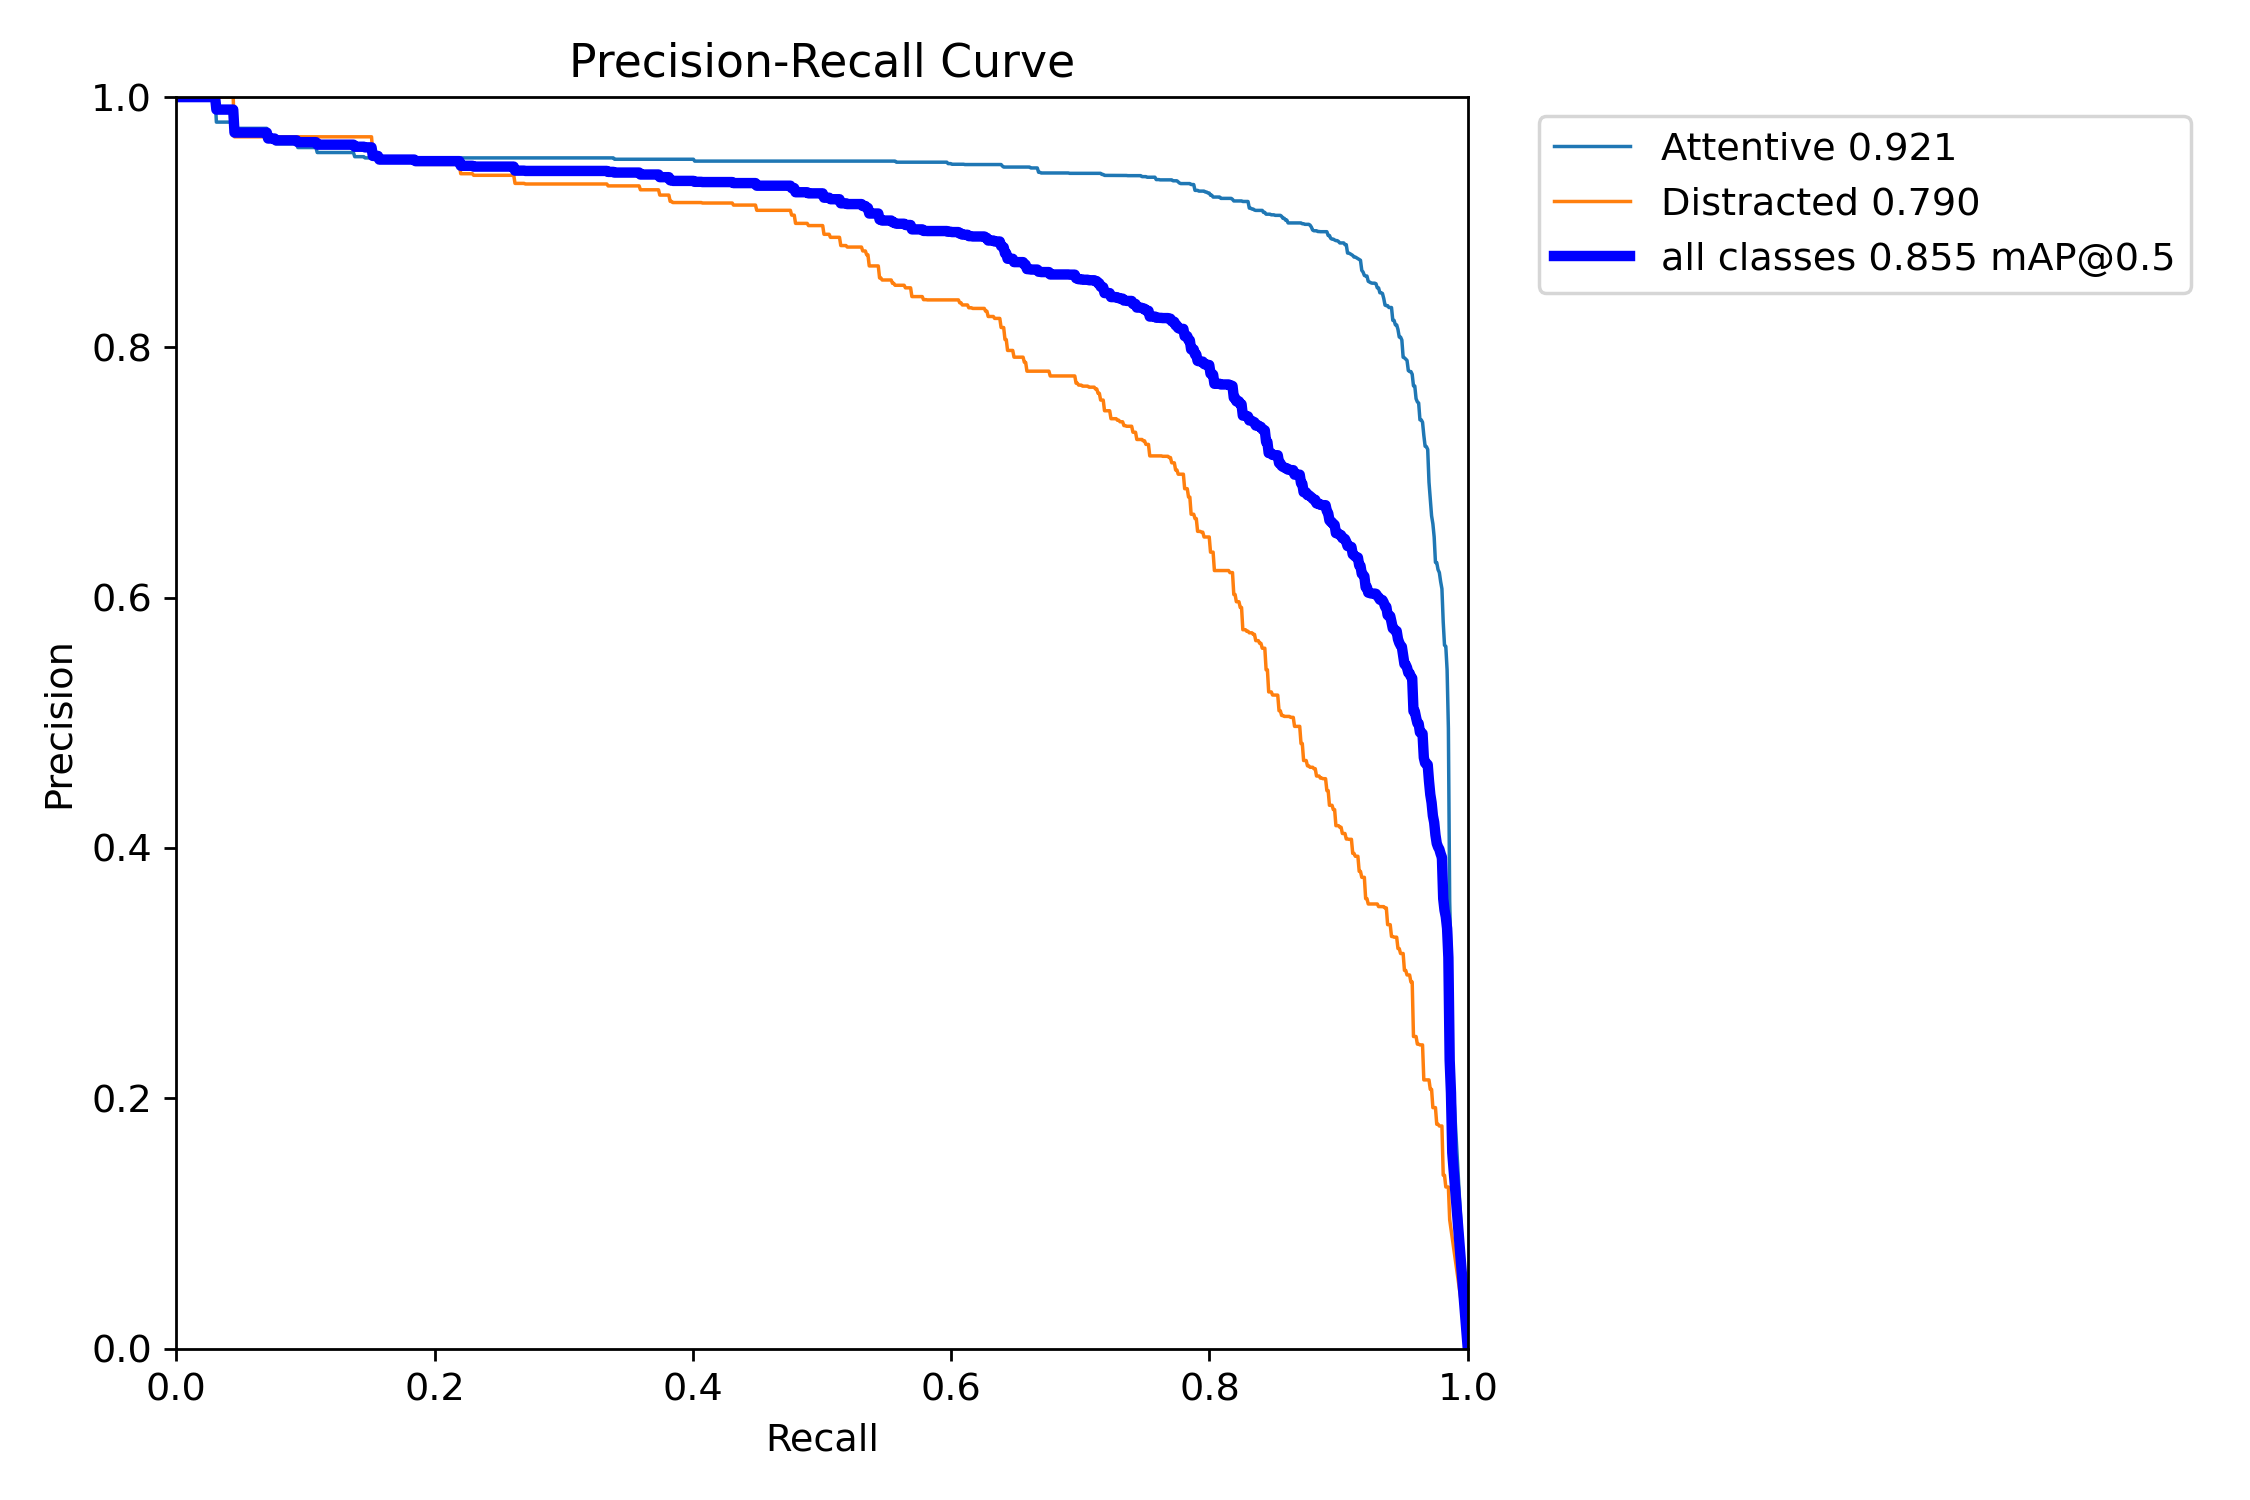 Precision-Recall Curve
1.0
0.8
0.6
0.4
0.2
0.0
Precision
0.0 0.2 0.4 0.6 0.8 1.0
Recall
Attentive 0.921
Distracted 0.790
all classes 0.855 mAP@0.5